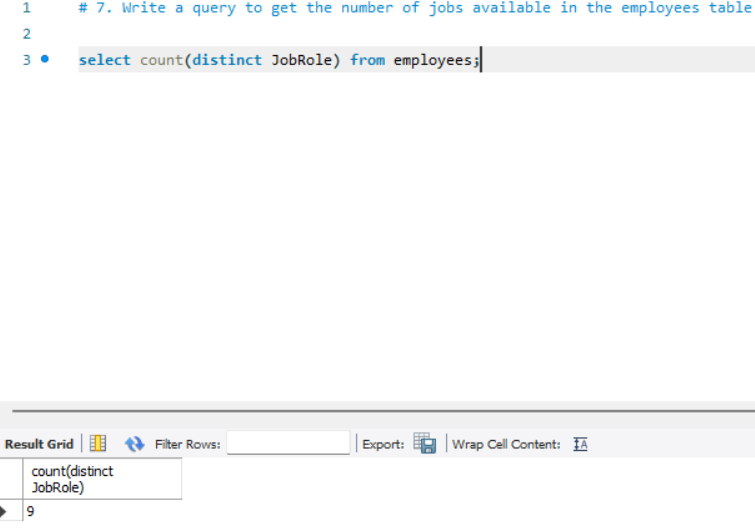 1 # 7. Write a query to get the number of jobs available in the employees table
2
3 select count(distinct JobRole) from employees;
Result Grid Filter Rows: Export: Wrap Cell Content: IA
count(distinct
JobRole)
9